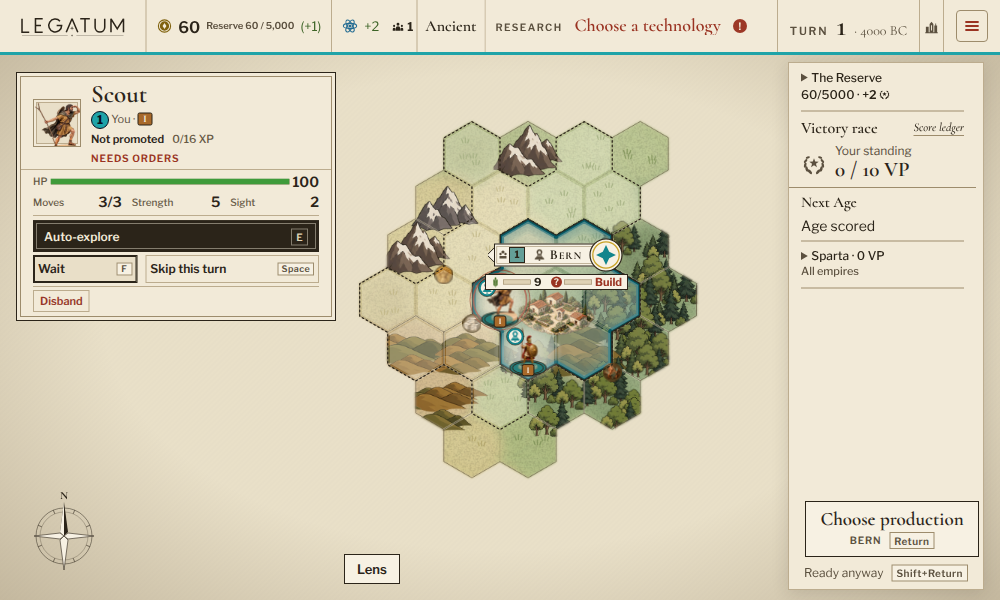 LEGATUM
60 Reserve 60 / 5,000 (+1)
+2
1
Ancient
RESEARCH Choose a technology !
TURN 1 · 4000 BC
Scout
1 You · I
Not promoted 0/16 XP
NEEDS ORDERS
HP 100
Moves 3/3 Strength 5 Sight 2
Auto-explore E
Wait F
Skip this turn Space
Disband
1 BERN
9 ? Build
I
I
N
Lens
The Reserve
60/5000 · +2
Victory race Score ledger
Your standing
0 / 10 VP
Next Age
Age scored
Sparta · 0 VP
All empires
Choose production
BERN Return
Ready anyway Shift+Return